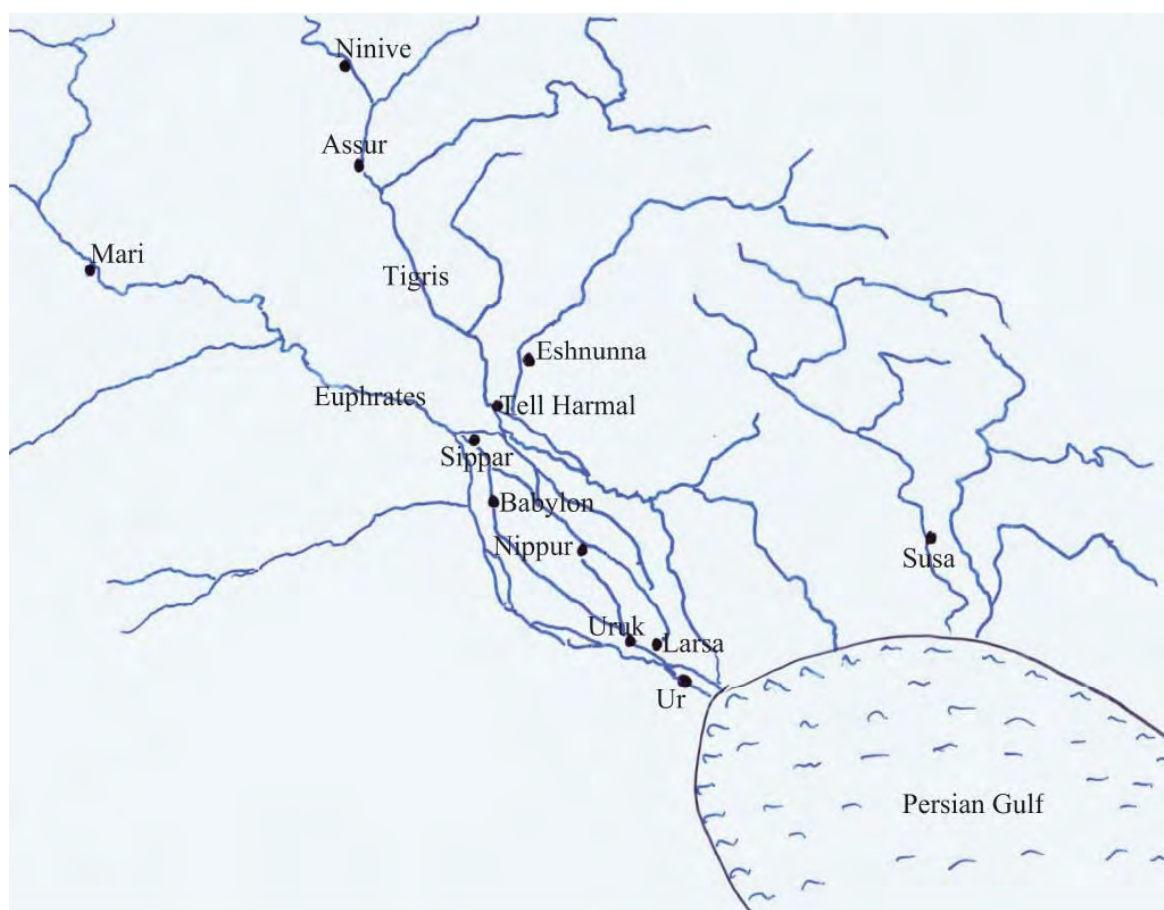 Ninive
Assur
Mari
Tigris
Eshnunna
Euphrates
Tell Harmal
Sippar
Babylon
Nippur
Susa
Uruk
Larsa
Ur
Persian Gulf